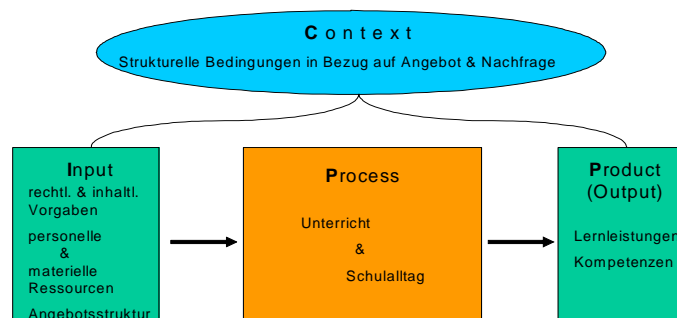 Context
Strukturelle Bedingungen in Bezug auf Angebot & Nachfrage
Input
rechtl. & inhaltl.
Vorgaben
personelle
&
materielle
Ressourcen
Angebotsstruktur
Process
Unterricht
&
Schulalltag
Product
(Output)
Lernleistungen
Kompetenzen